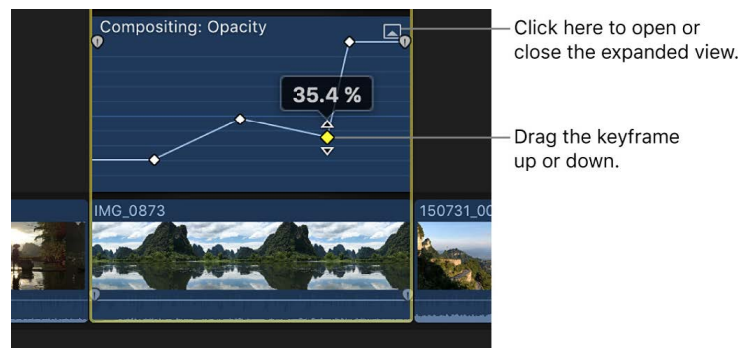 Compositing: Opacity
Click here to open or
close the expanded view.
35.4 %
Drag the keyframe
up or down.
IMG_0873
150731_00